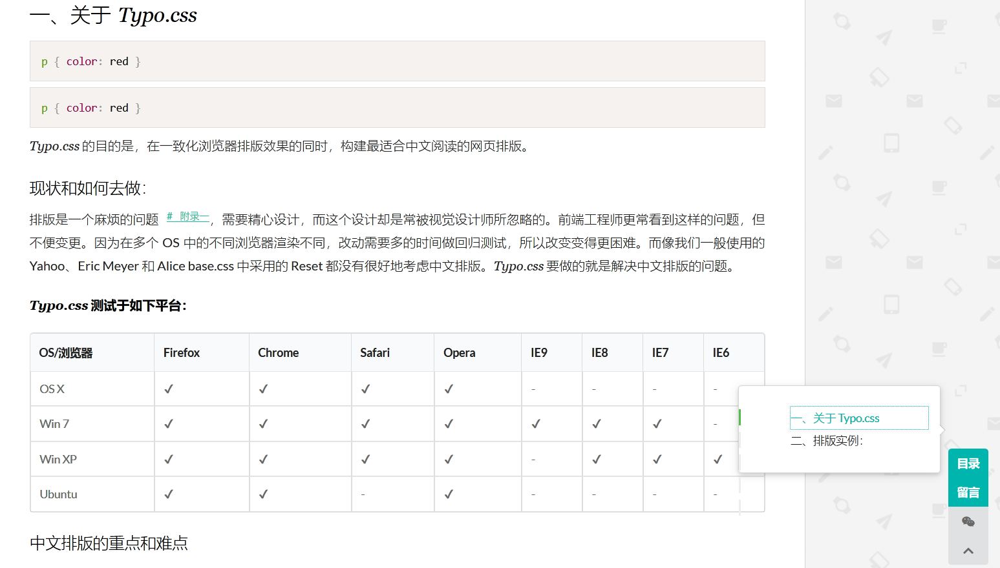 一、关于 Typo.css
p { color: red }
p { color: red }
Typo.css 的目的是，在一致化浏览器排版效果的同时，构建最适合中文阅读的网页排版。
现状和如何去做：
排版是一个麻烦的问题 # 附录一，需要精心设计，而这个设计却是常被视觉设计师所忽略的。前端工程师更常看到这样的问题，但
不便变更。因为在多个 OS 中的不同浏览器渲染不同，改动需要多的时间做回归测试，所以改变变得更困难。而像我们一般使用的
Yahoo、Eric Meyer 和 Alice base.css 中采用的 Reset 都没有很好地考虑中文排版。Typo.css 要做的就是解决中文排版的问题。
Typo.css 测试于如下平台：
OS/浏览器 Firefox Chrome Safari Opera IE9 IE8 IE7 IE6
OS X ✔ ✔ ✔ ✔ - - - -
Win 7 ✔ ✔ ✔ ✔ ✔ ✔ ✔ -
Win XP ✔ ✔ ✔ ✔ - ✔ ✔ ✔
Ubuntu ✔ ✔ - ✔ - - - -
中文排版的重点和难点
一、关于 Typo.css
二、排版实例：
目录
留言